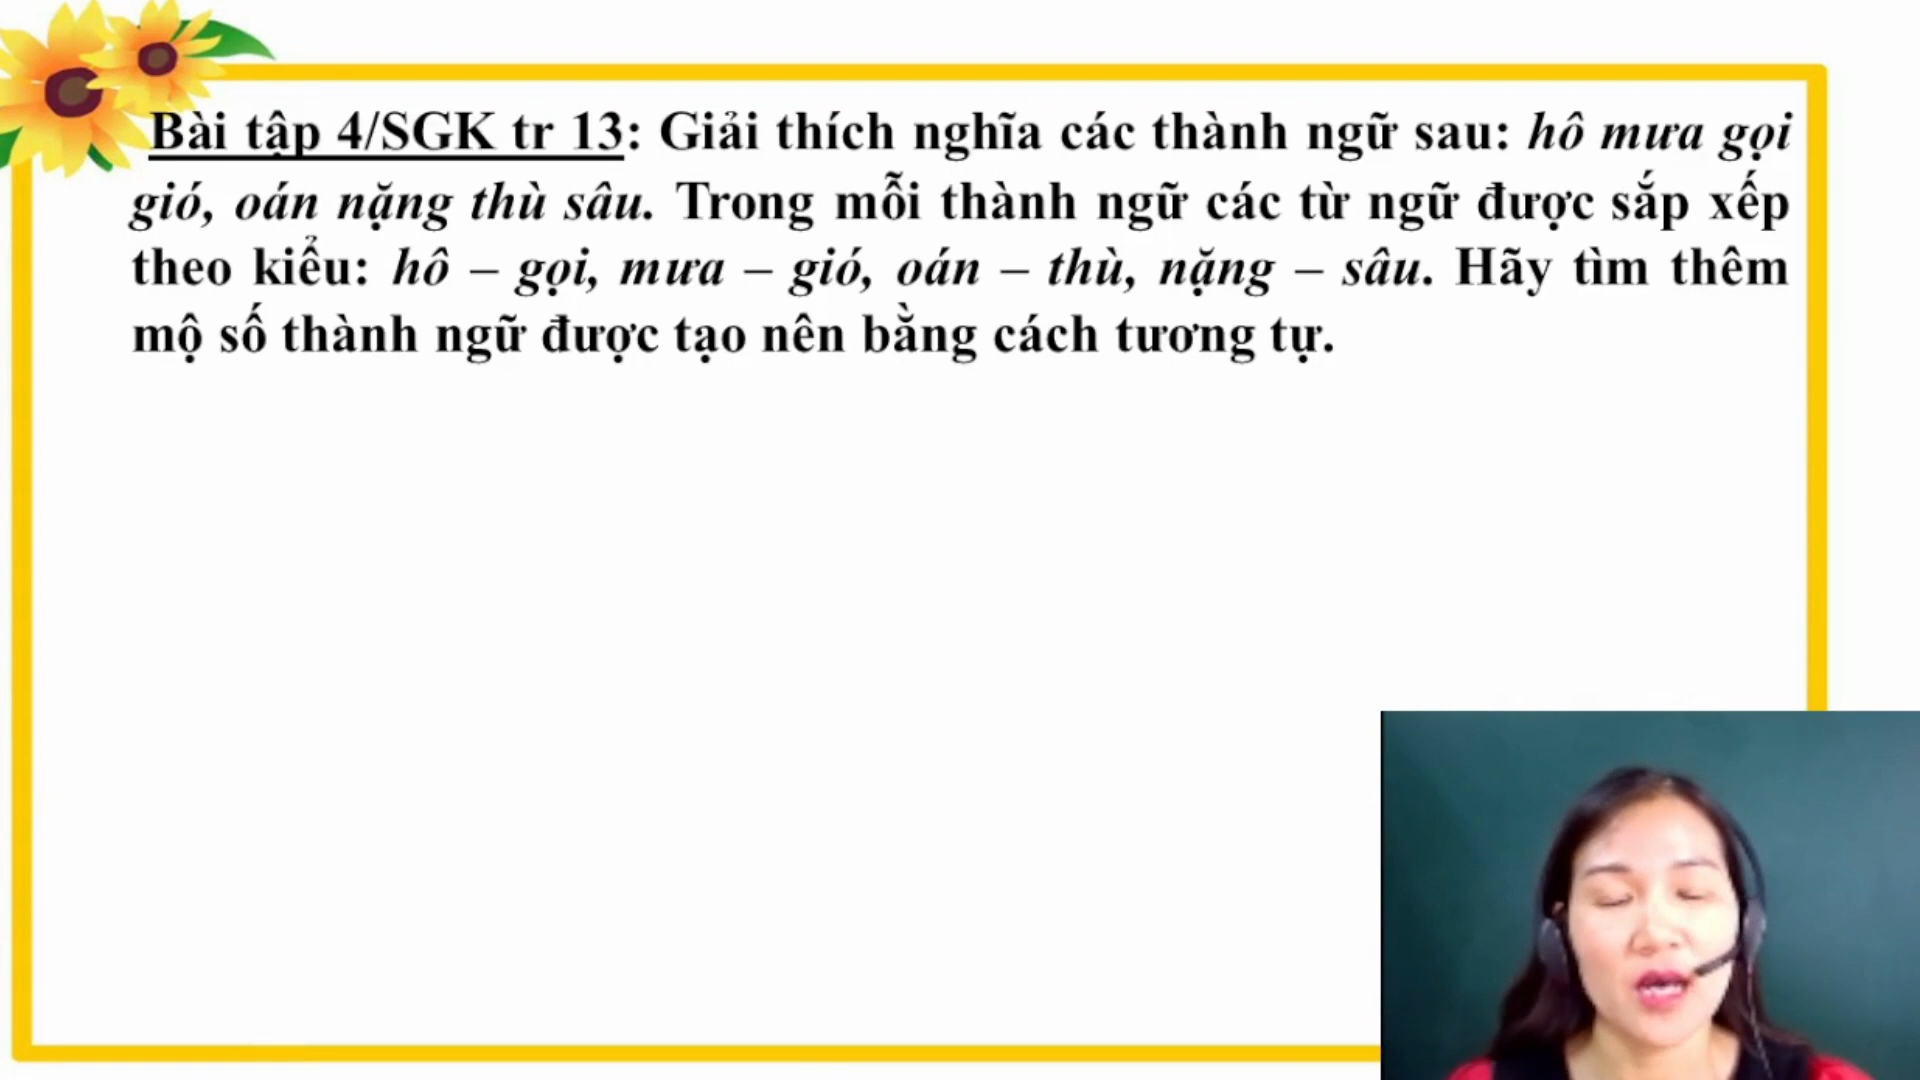 Bài tập 4/SGK tr 13: Giải thích nghĩa các thành ngữ sau: hô mưa gọi
gió, oán nặng thù sâu. Trong mỗi thành ngữ các từ ngữ được sắp xếp
theo kiểu: hô – gọi, mưa – gió, oán – thù, nặng – sâu. Hãy tìm thêm
mộ số thành ngữ được tạo nên bằng cách tương tự.